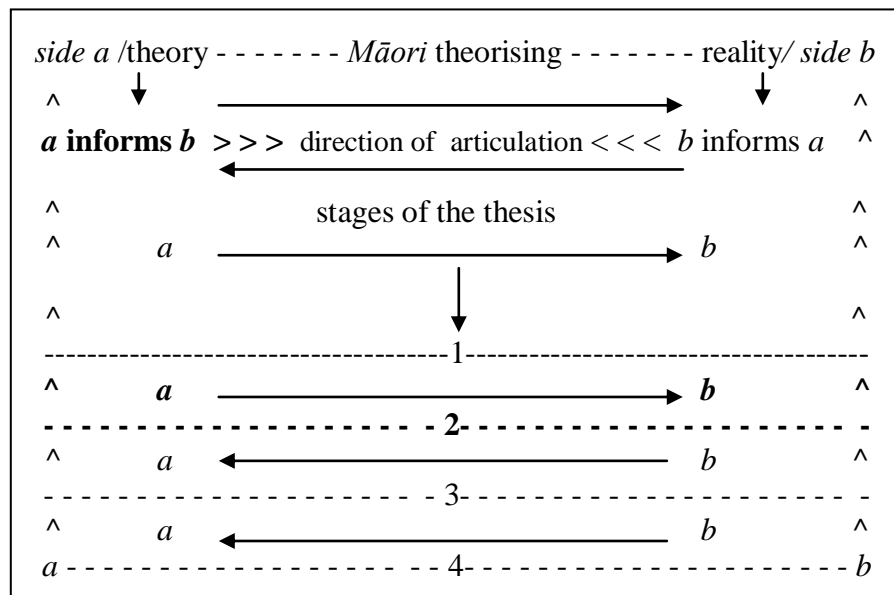 side a /theory - - - - - - - Māori theorising - - - - - - - reality/ side b
^ ^
a informs b > > > direction of articulation < < < b informs a ^
^ stages of the thesis ^
^ a b ^
^ ^
--------------------------------------------1--------------------------------------------
^ a b ^
- - - - - - - - - - - - - - - - - - - -2- - - - - - - - - - - - - - - - - - - -
^ a b ^
- - - - - - - - - - - - - - - - - - - -3- - - - - - - - - - - - - - - - - - - -
^ a b ^
a- - - - - - - - - - - - - - - - - - -4- - - - - - - - - - - - - - - - - - - b